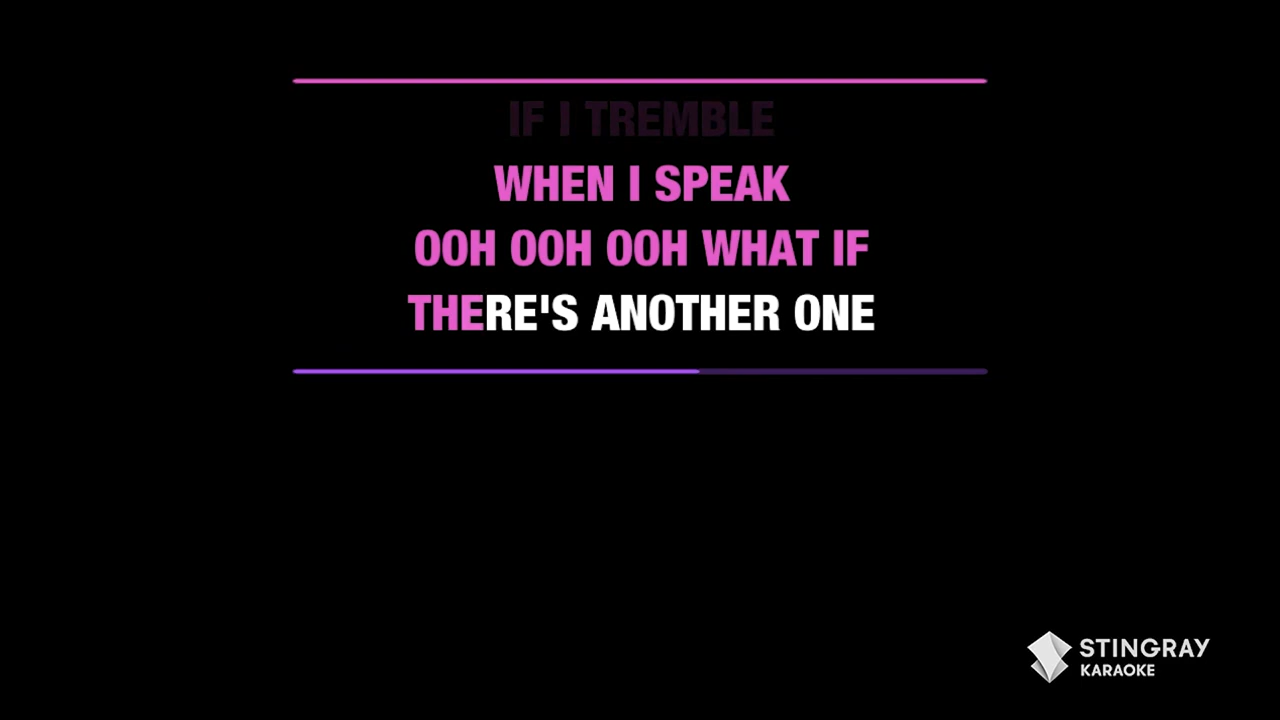 IF I TREMBLE
WHEN I SPEAK
OOH OOH OOH WHAT IF
THERE'S ANOTHER ONE
STINGRAY
KARAOKE